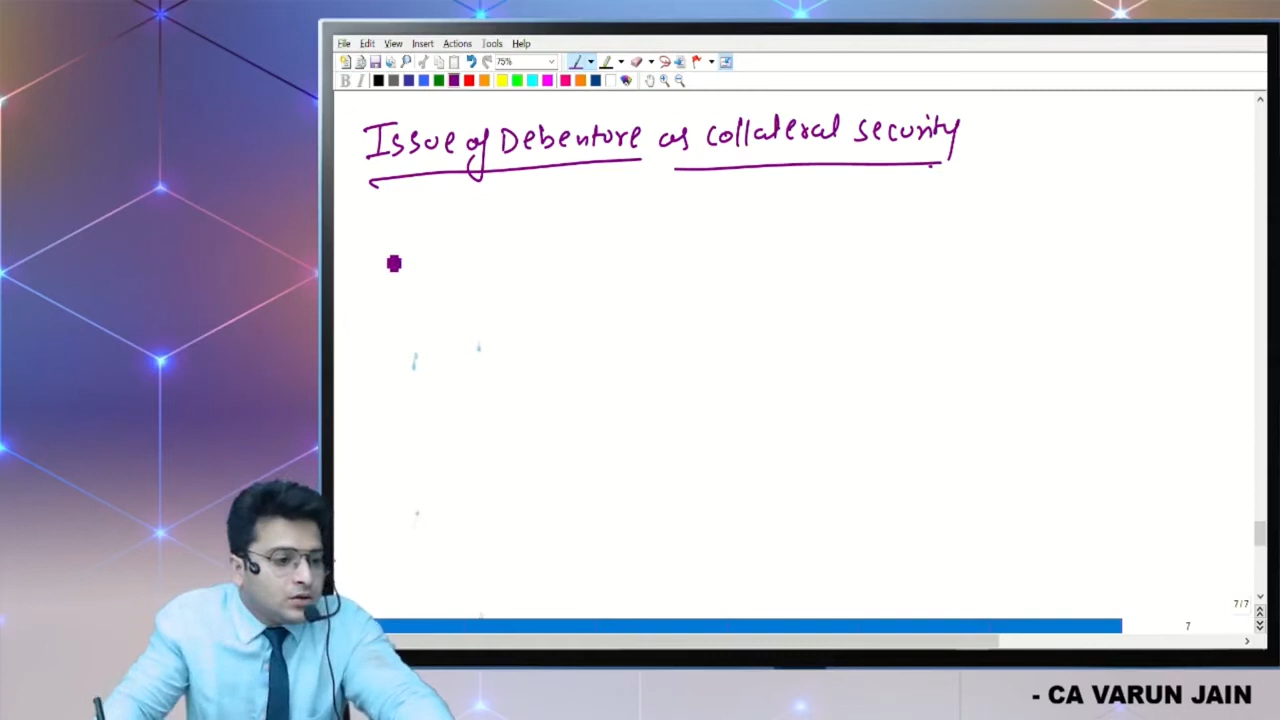 File Edit View Insert Actions Tools Help
75%
B I
Issue of Debenture as collateral security
7/7
7
- CA VARUN JAIN